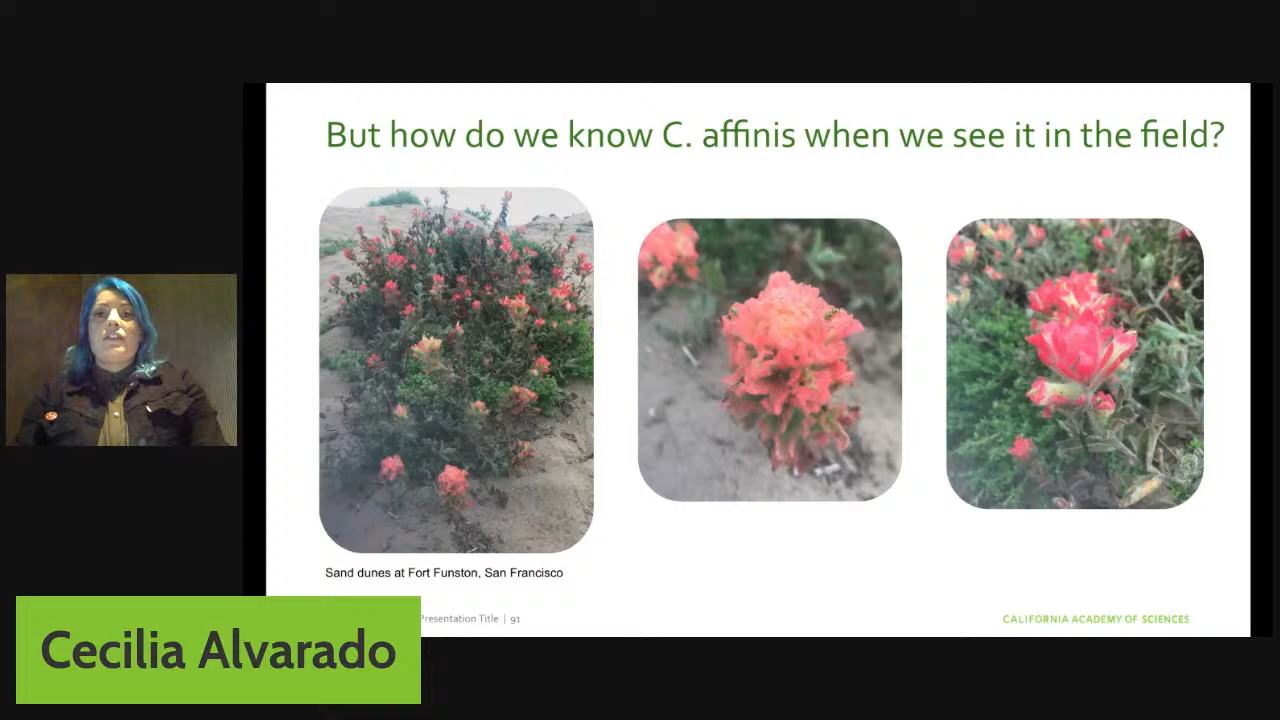 But how do we know C. affinis when we see it in the field?
Sand dunes at Fort Funston, San Francisco
Presentation Title | 91
CALIFORNIA ACADEMY OF SCIENCES
Cecilia Alvarado